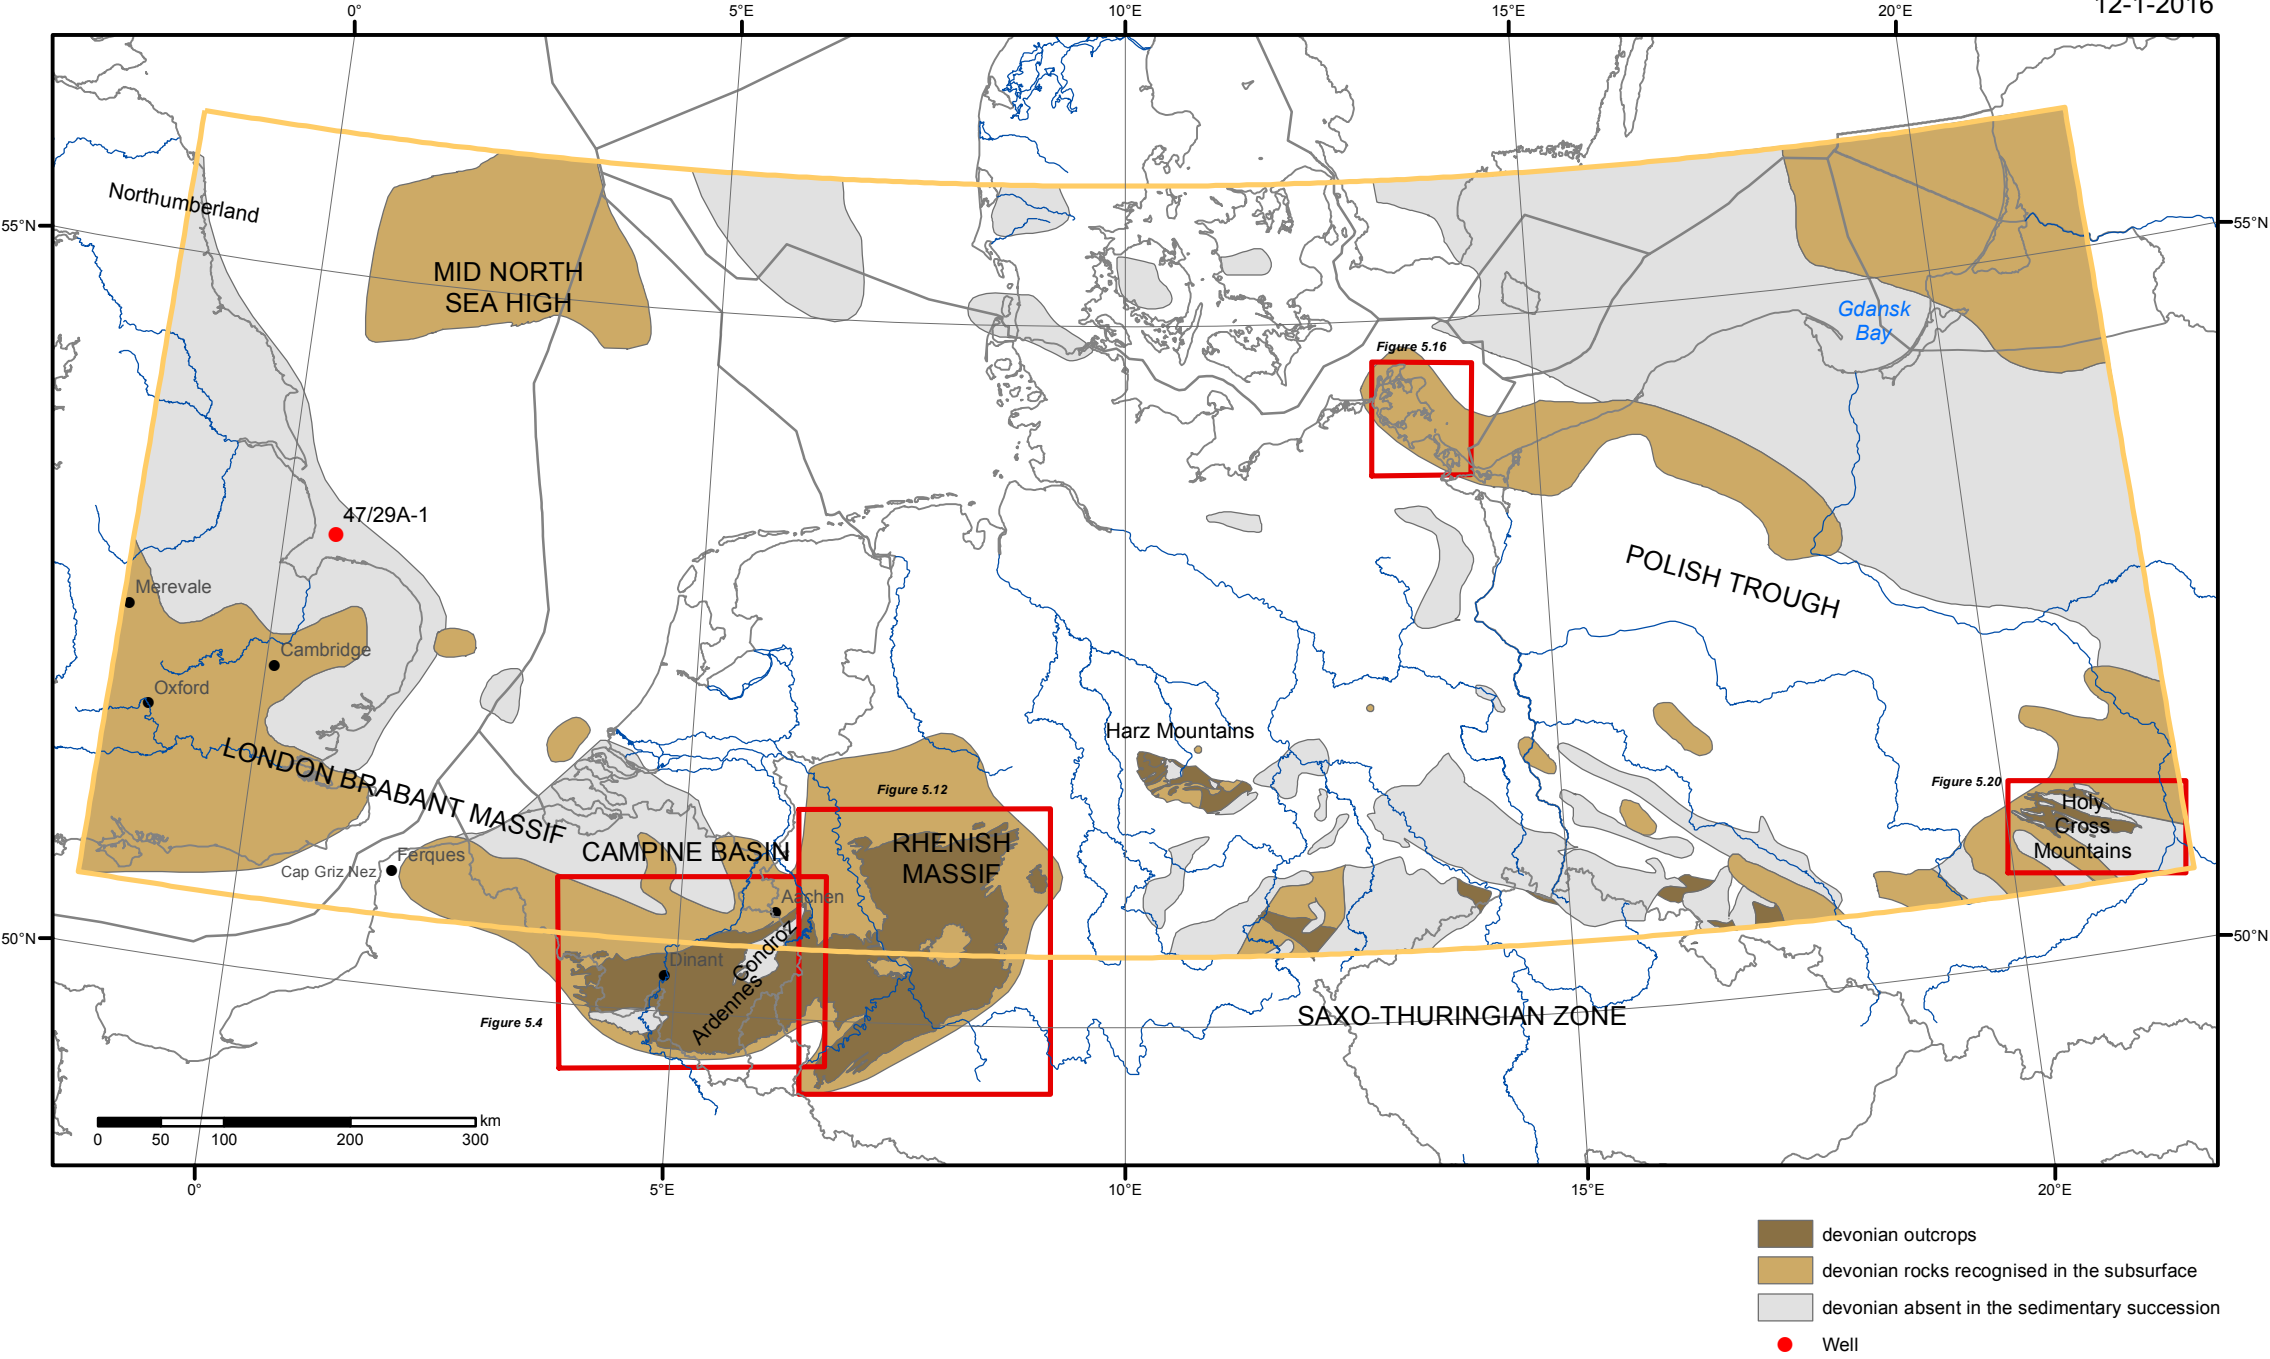 12-1-2016
0°
5°E
10°E
15°E
20°E
Northumberland
55°N
55°N
MID NORTH
SEA HIGH
Gdansk
Bay
Figure 5.16
47/29A-1
POLISH TROUGH
Merevale
Cambridge
Oxford
Harz Mountains
LONDON BRABANT MASSIF
Figure 5.12
Figure 5.20
Holy
Cross
Mountains
RHENISH
MASSIF
CAMPINE BASIN
Ferques
Cap Griz Nez
Aachen
50°N
50°N
Condroz
Dinant
Ardennes
Figure 5.4
SAXO-THURINGIAN ZONE
km
0 50 100 200 300
0°
5°E
10°E
15°E
20°E
devonian outcrops
devonian rocks recognised in the subsurface
devonian absent in the sedimentary succession
Well